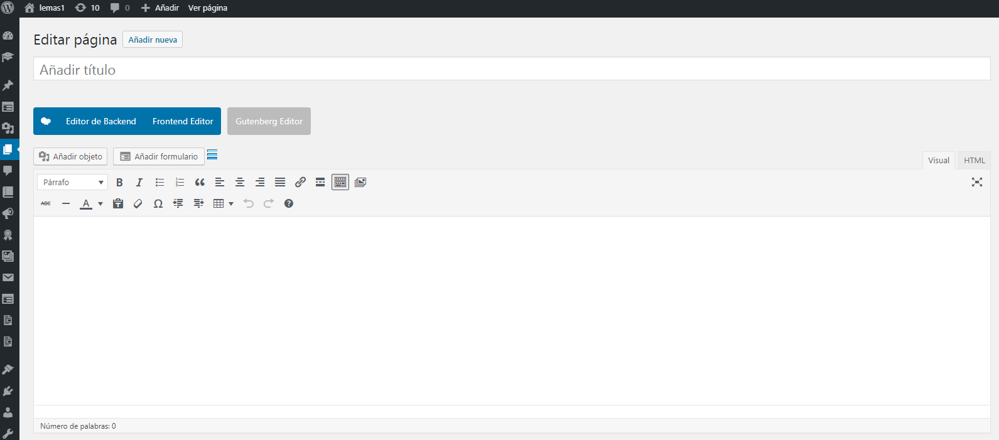 lemas1 10 0 Añadir Ver página
Editar página Añadir nueva
Añadir título
Editor de Backend Frontend Editor Gutenberg Editor
Añadir objeto Añadir formulario
Visual HTML
Párrafo B I
ABC A T Ω ?
Número de palabras: 0